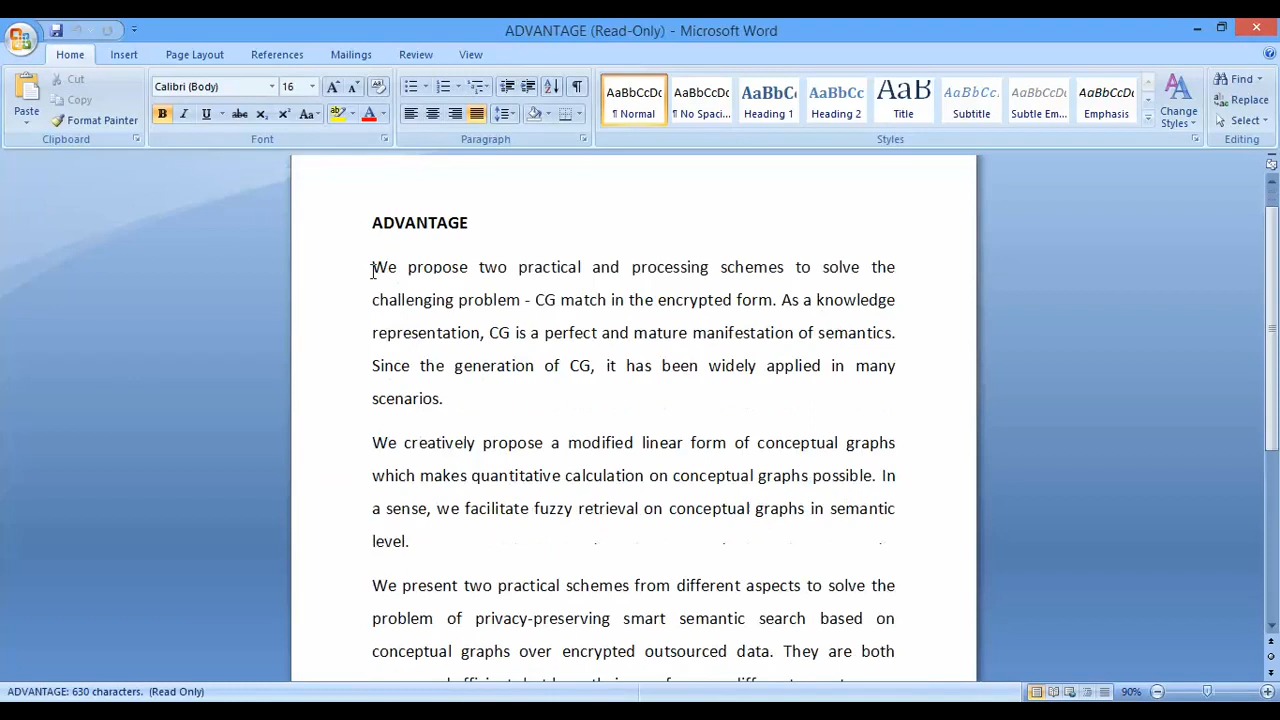 ADVANTAGE (Read-Only) - Microsoft Word
Home Insert Page Layout References Mailings Review View
Paste
Cut
Copy
Format Painter
Clipboard
Calibri (Body) 16
Font
Paragraph
AaBbCcDc AaBbCcDc AaBbCc AaBbCc AaB AaBbCc. AaBbCcDc AaBbCcDc
¶ Normal ¶ No Spaci... Heading 1 Heading 2 Title Subtitle Subtle Em... Emphasis
Change Styles
Styles
Find
Replace
Select
Editing
ADVANTAGE
We propose two practical and processing schemes to solve the
challenging problem - CG match in the encrypted form. As a knowledge
representation, CG is a perfect and mature manifestation of semantics.
Since the generation of CG, it has been widely applied in many
scenarios.
We creatively propose a modified linear form of conceptual graphs
which makes quantitative calculation on conceptual graphs possible. In
a sense, we facilitate fuzzy retrieval on conceptual graphs in semantic
level.
We present two practical schemes from different aspects to solve the
problem of privacy-preserving smart semantic search based on
conceptual graphs over encrypted outsourced data. They are both
ADVANTAGE: 630 characters. (Read Only)
90%